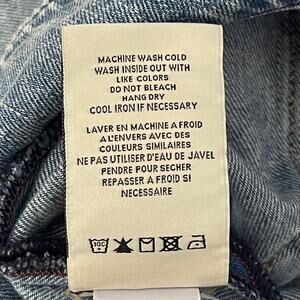 MACHINE WASH COLD
WASH INSIDE OUT WITH
LIKE COLORS
DO NOT BLEACH
HANG DRY
COOL IRON IF NECESSARY
LAVER EN MACHINE A FROID
A L'ENVERS AVEC DES
COULEURS SIMILAIRES
NE PAS UTILISER D'EAU DE JAVEL
PENDRE POUR SECHER
REPASSER A FROID SI
NECESSAIRE